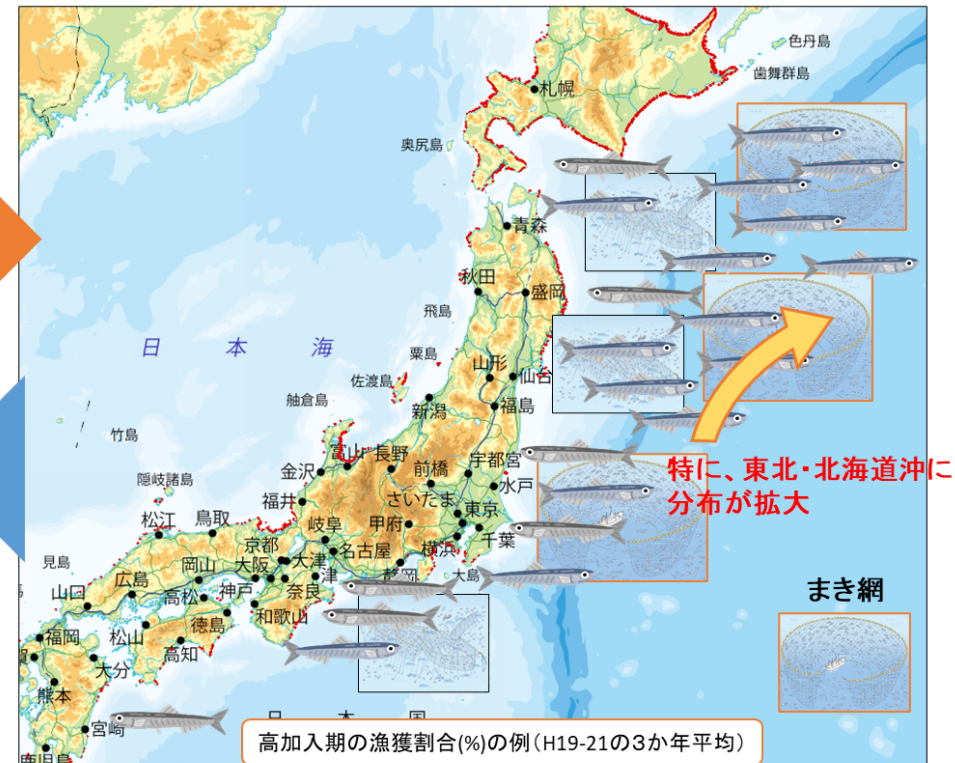 色丹島
歯舞群島
札幌
奥尻島
青森
秋田
盛岡
飛島
日本海
粟島
山形
仙台
佐渡島
舳倉島
新潟
福島
竹島
富山
長野
前橋
宇都宮
金沢
水戸
特に、東北・北海道沖に
分布が拡大
隠岐諸島
福井
さいたま
東京
松江
鳥取
岐阜
甲府
千葉
京都
名古屋
横浜
見島
岡山
大阪
大津
津
静岡
大島
まき網
山口
広島
高松
神戸
奈良
和歌山
徳島
福岡
松山
高知
大分
熊本
宮崎
日本国
鹿児島
高加入期の漁獲割合(%)の例（H19-21の3か年平均）